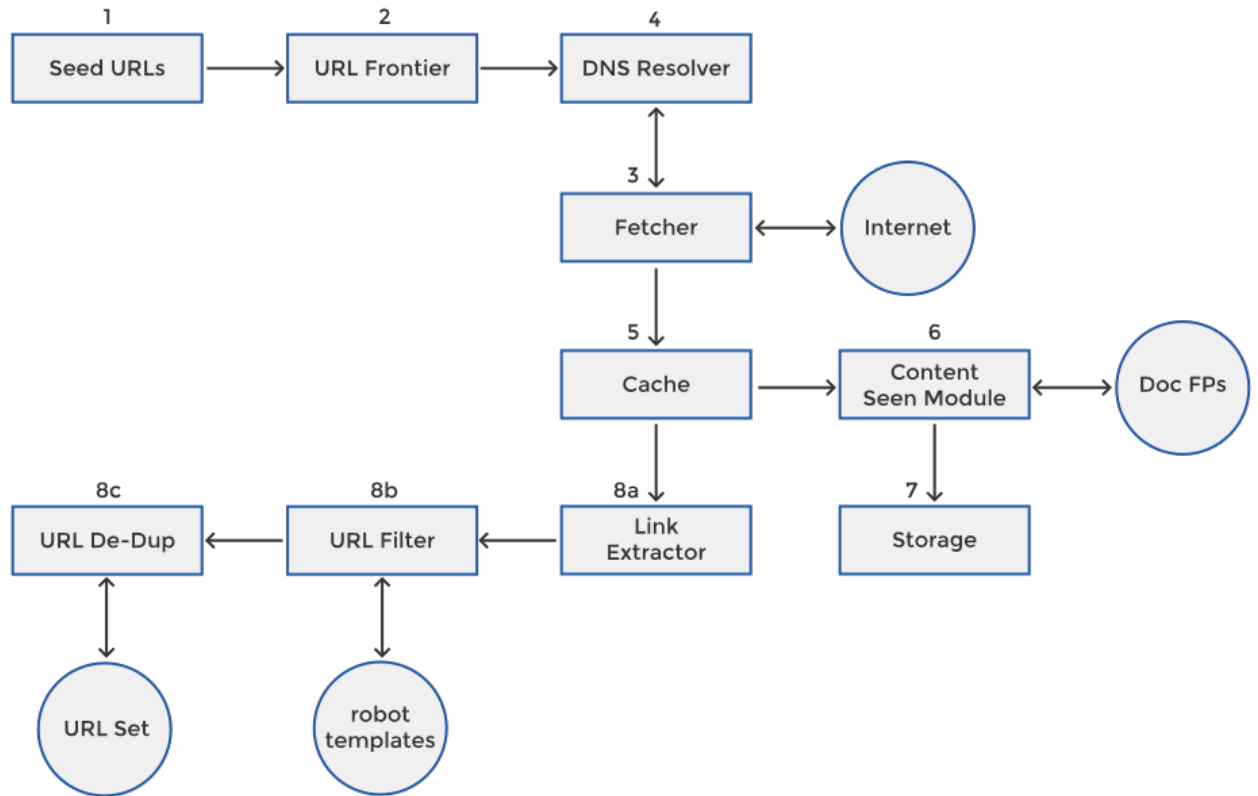 1
2
4
Seed URLs
URL Frontier
DNS Resolver
3
Fetcher
Internet
5
6
Cache
Content
Seen Module
Doc FPs
8c
8b
8a
7
URL De-Dup
URL Filter
Link
Extractor
Storage
URL Set
robot
templates